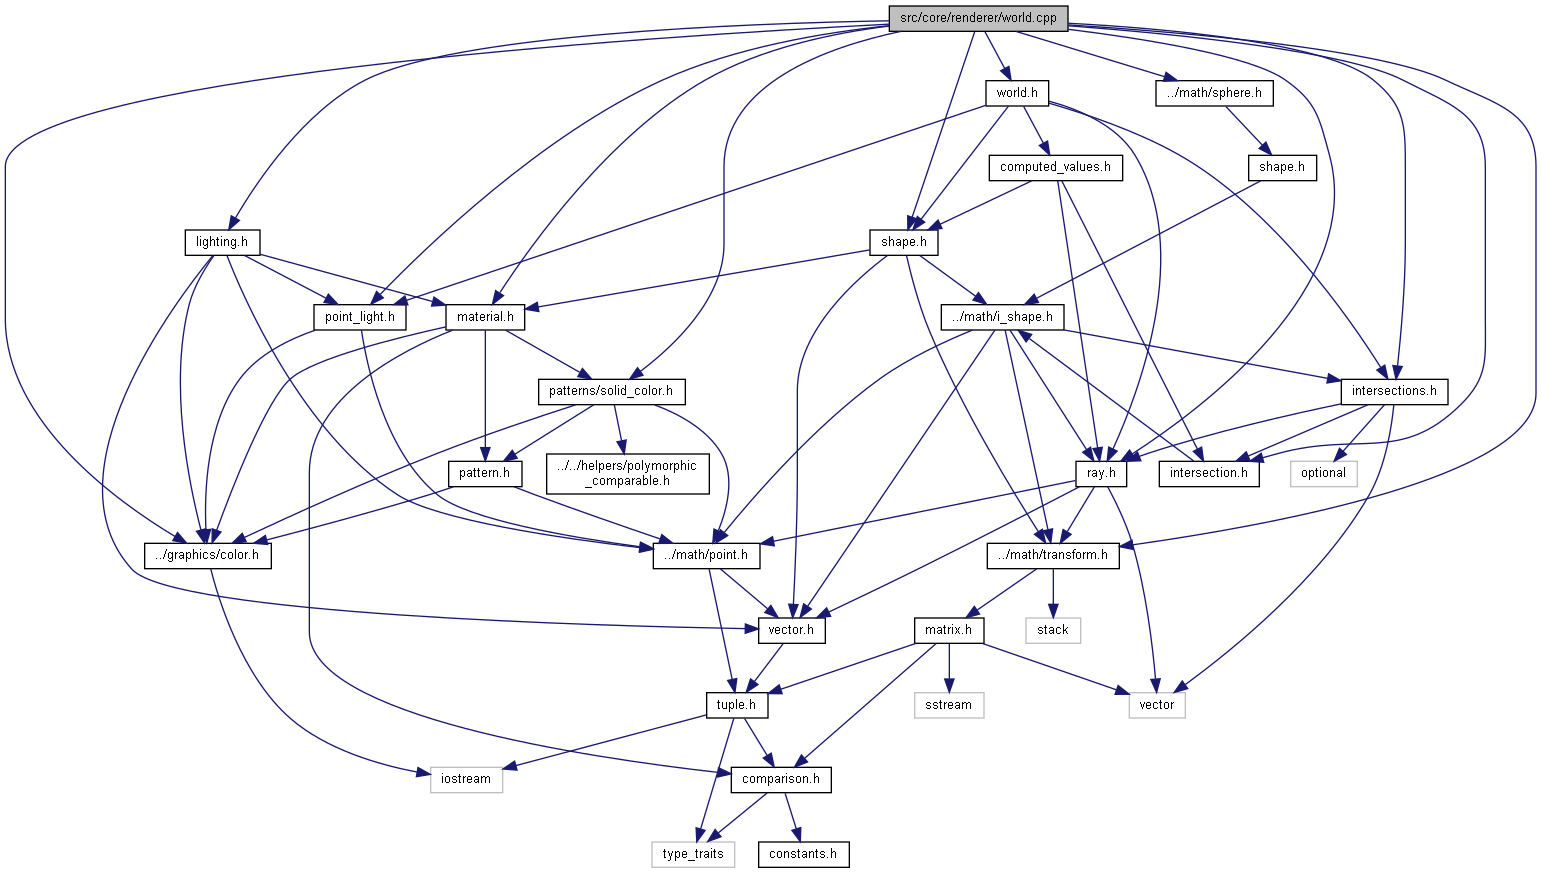 src/core/renderer/world.cpp
world.h
../math/sphere.h
computed_values.h
shape.h
lighting.h
shape.h
point_light.h
material.h
../math/i_shape.h
patterns/solid_color.h
intersections.h
pattern.h
../../helpers/polymorphic
_comparable.h
ray.h
intersection.h
optional
../graphics/color.h
../math/point.h
../math/transform.h
vector.h
matrix.h
stack
tuple.h
sstream
vector
iostream
comparison.h
type_traits
constants.h